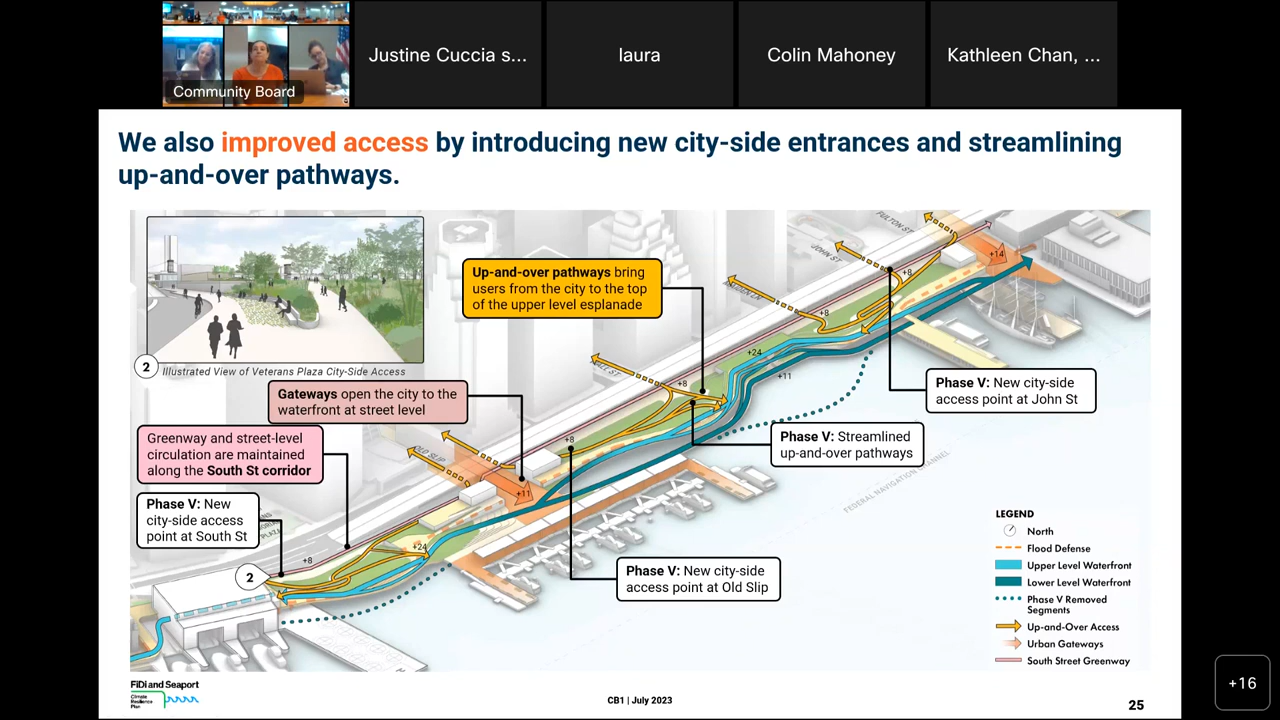 Community Board
Justine Cuccia s...
laura
Colin Mahoney
Kathleen Chan, ...
We also improved access by introducing new city-side entrances and streamlining
up-and-over pathways.
2
Illustrated View of Veterans Plaza City-Side Access
Up-and-over pathways bring
users from the city to the top
of the upper level esplanade
Gateways open the city to the
waterfront at street level
Greenway and street-level
circulation are maintained
along the South St corridor
Phase V: New
city-side access
point at South St
2
FULTON ST
JOHN ST
OLD SLIP
+14
+8
+8
+24
+11
+8
+8
+11
+24
+8
Phase V: New city-side
access point at John St
Phase V: Streamlined
up-and-over pathways
Phase V: New city-side
access point at Old Slip
FEDERAL NAVIGATION CHANNEL
LEGEND
North
Flood Defense
Upper Level Waterfront
Lower Level Waterfront
Phase V Removed
Segments
Up-and-Over Access
Urban Gateways
South Street Greenway
FiDi and Seaport
Climate
Resilience
Plan
CB1 | July 2023
25
+16